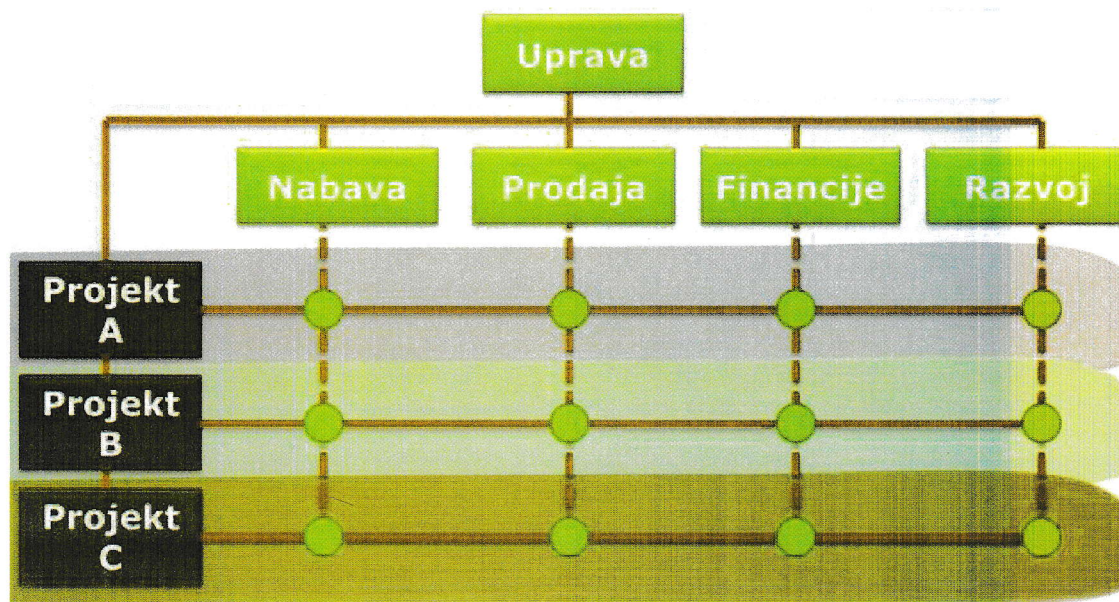 Uprava
Nabava
Prodaja
Financije
Razvoj
Projekt
A
Projekt
B
Projekt
C